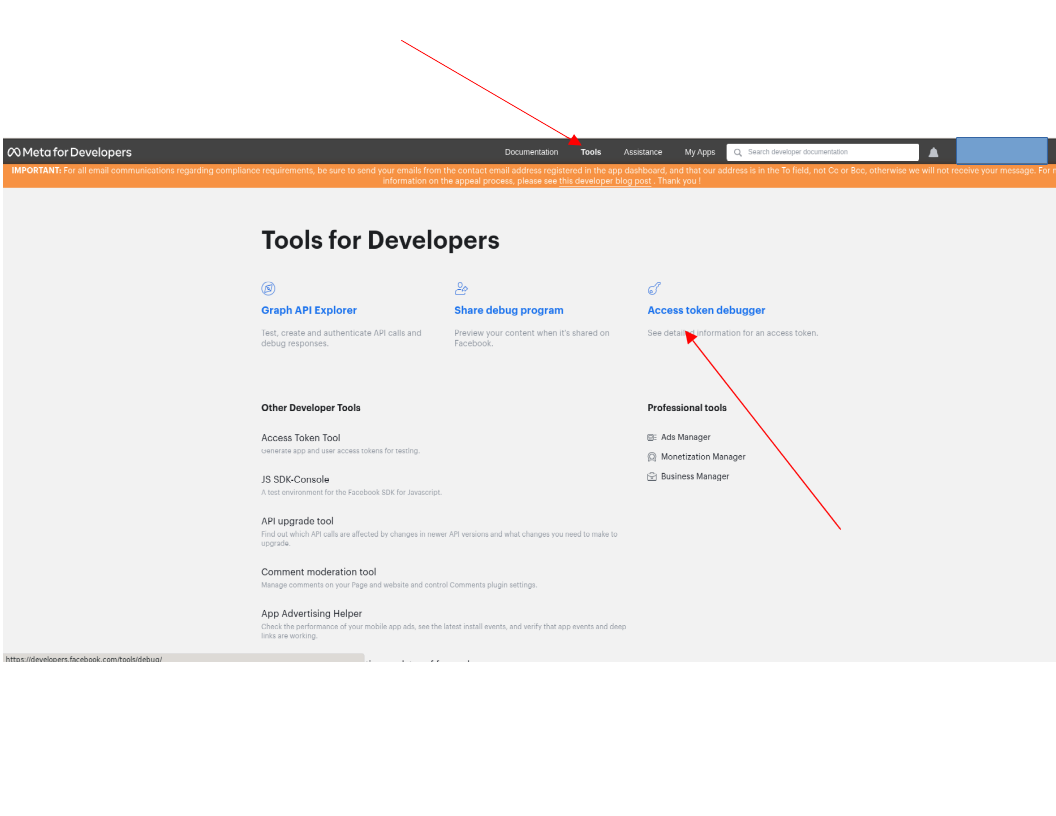 Meta for Developers
Documentation Tools Assistance My Apps Search developer documentation
IMPORTANT: For all email communications regarding compliance requirements, be sure to send your emails from the contact email address registered in the app dashboard, and that our address is in the To field, not Cc or Bcc, otherwise we will not receive your message. For
information on the appeal process, please see this developer blog post . Thank you !
Tools for Developers
Graph API Explorer
Test, create and authenticate API calls and
debug responses.
Share debug program
Preview your content when it's shared on
Facebook.
Access token debugger
See detailed information for an access token.
Other Developer Tools
Access Token Tool
Generate app and user access tokens for testing.
JS SDK-Console
A test environment for the Facebook SDK for Javascript.
API upgrade tool
Find out which API calls are affected by changes in newer API versions and what changes you need to make to
upgrade.
Comment moderation tool
Manage comments on your Page and website and control Comments plugin settings.
App Advertising Helper
Check the performance of your mobile app ads, see the latest install events, and verify that app events and deep
links are working.
Professional tools
Ads Manager
Monetization Manager
Business Manager
https://developers.facebook.com/tools/debug/